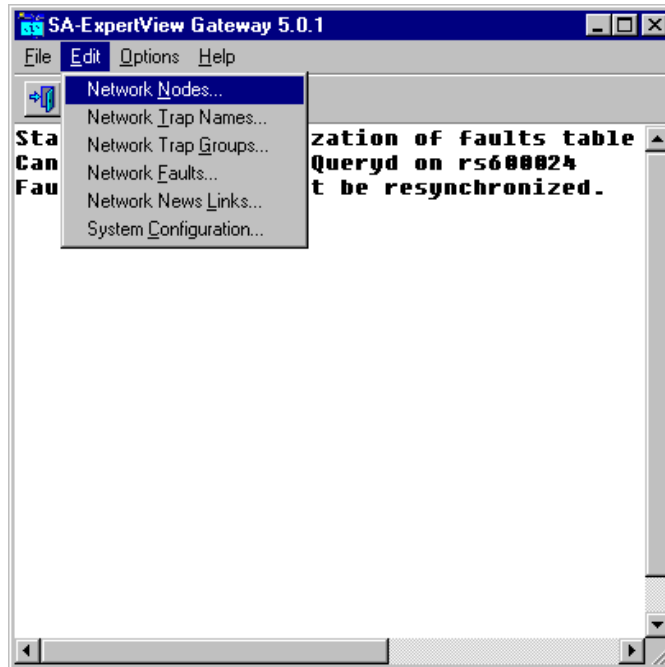 SA-ExpertView Gateway 5.0.1
File Edit Options Help
Network Nodes...
Network Trap Names...
Network Trap Groups...
Network Faults...
Network News Links...
System Configuration...
Sta zation of faults table
Can Queryd on rs600024
Fau t be resynchronized.